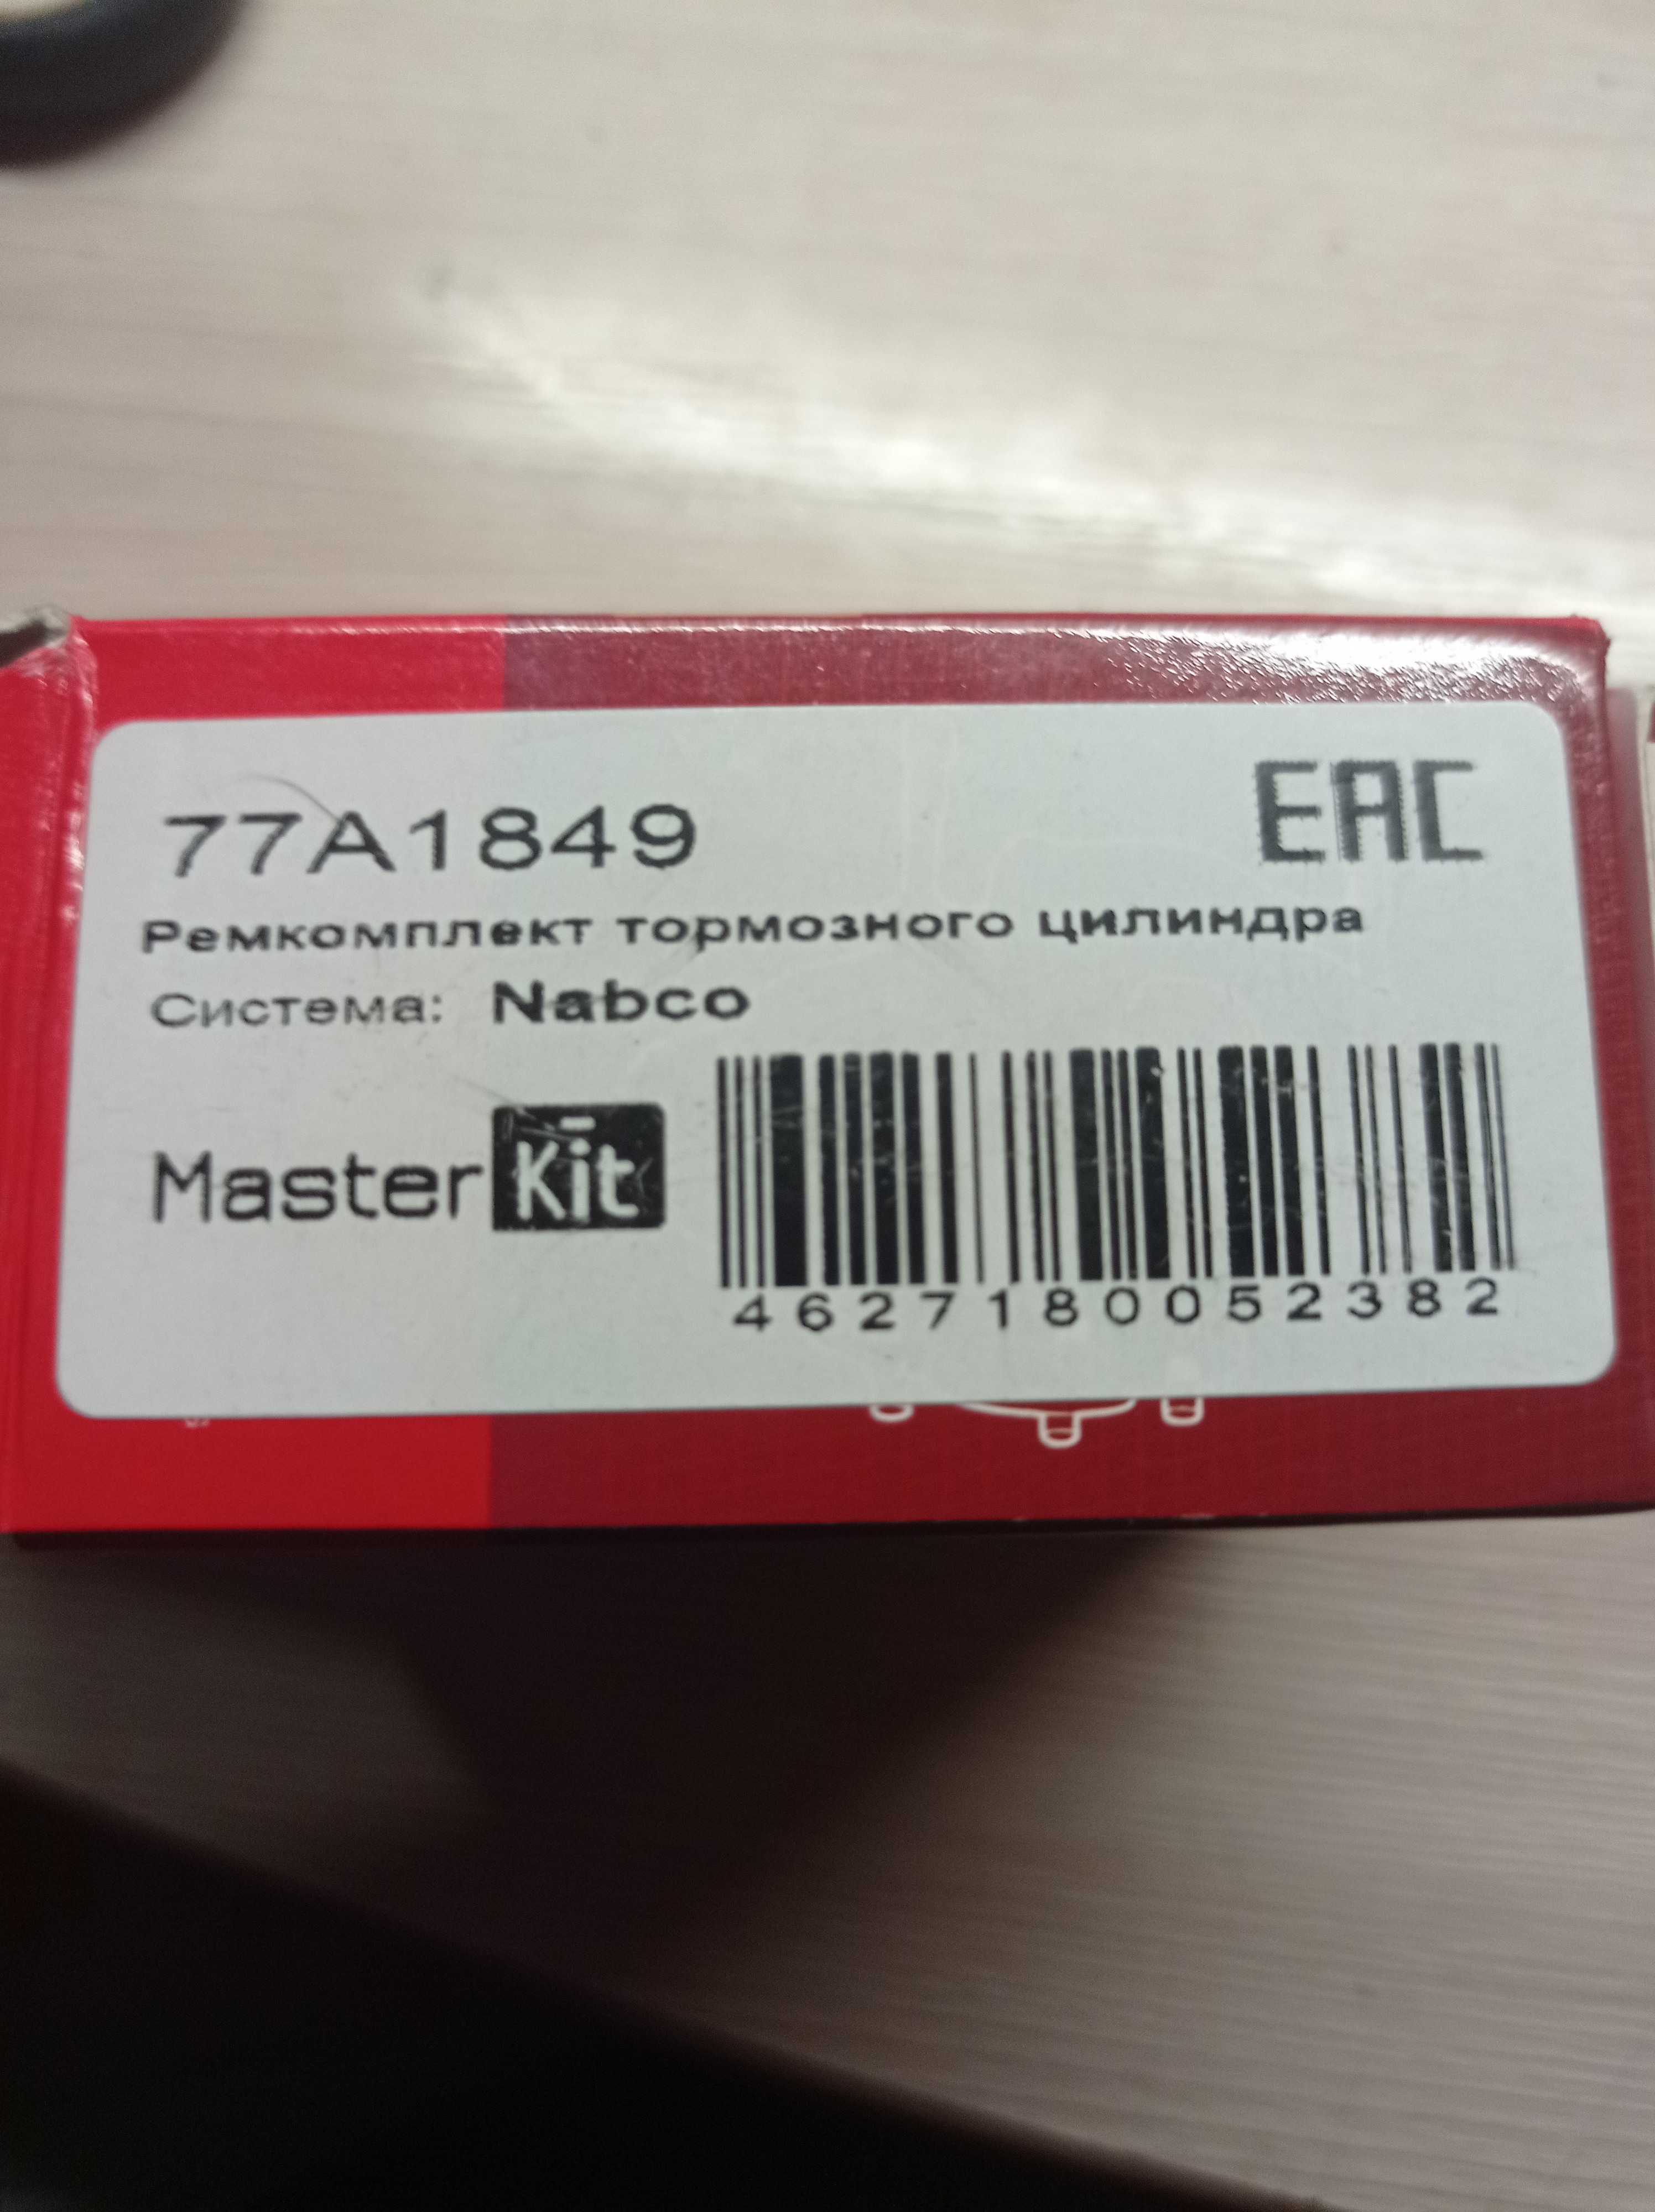 77A1849
EAC
Ремкомплект тормозного цилиндра
Система: Nabco
Master Kit
4627180052382